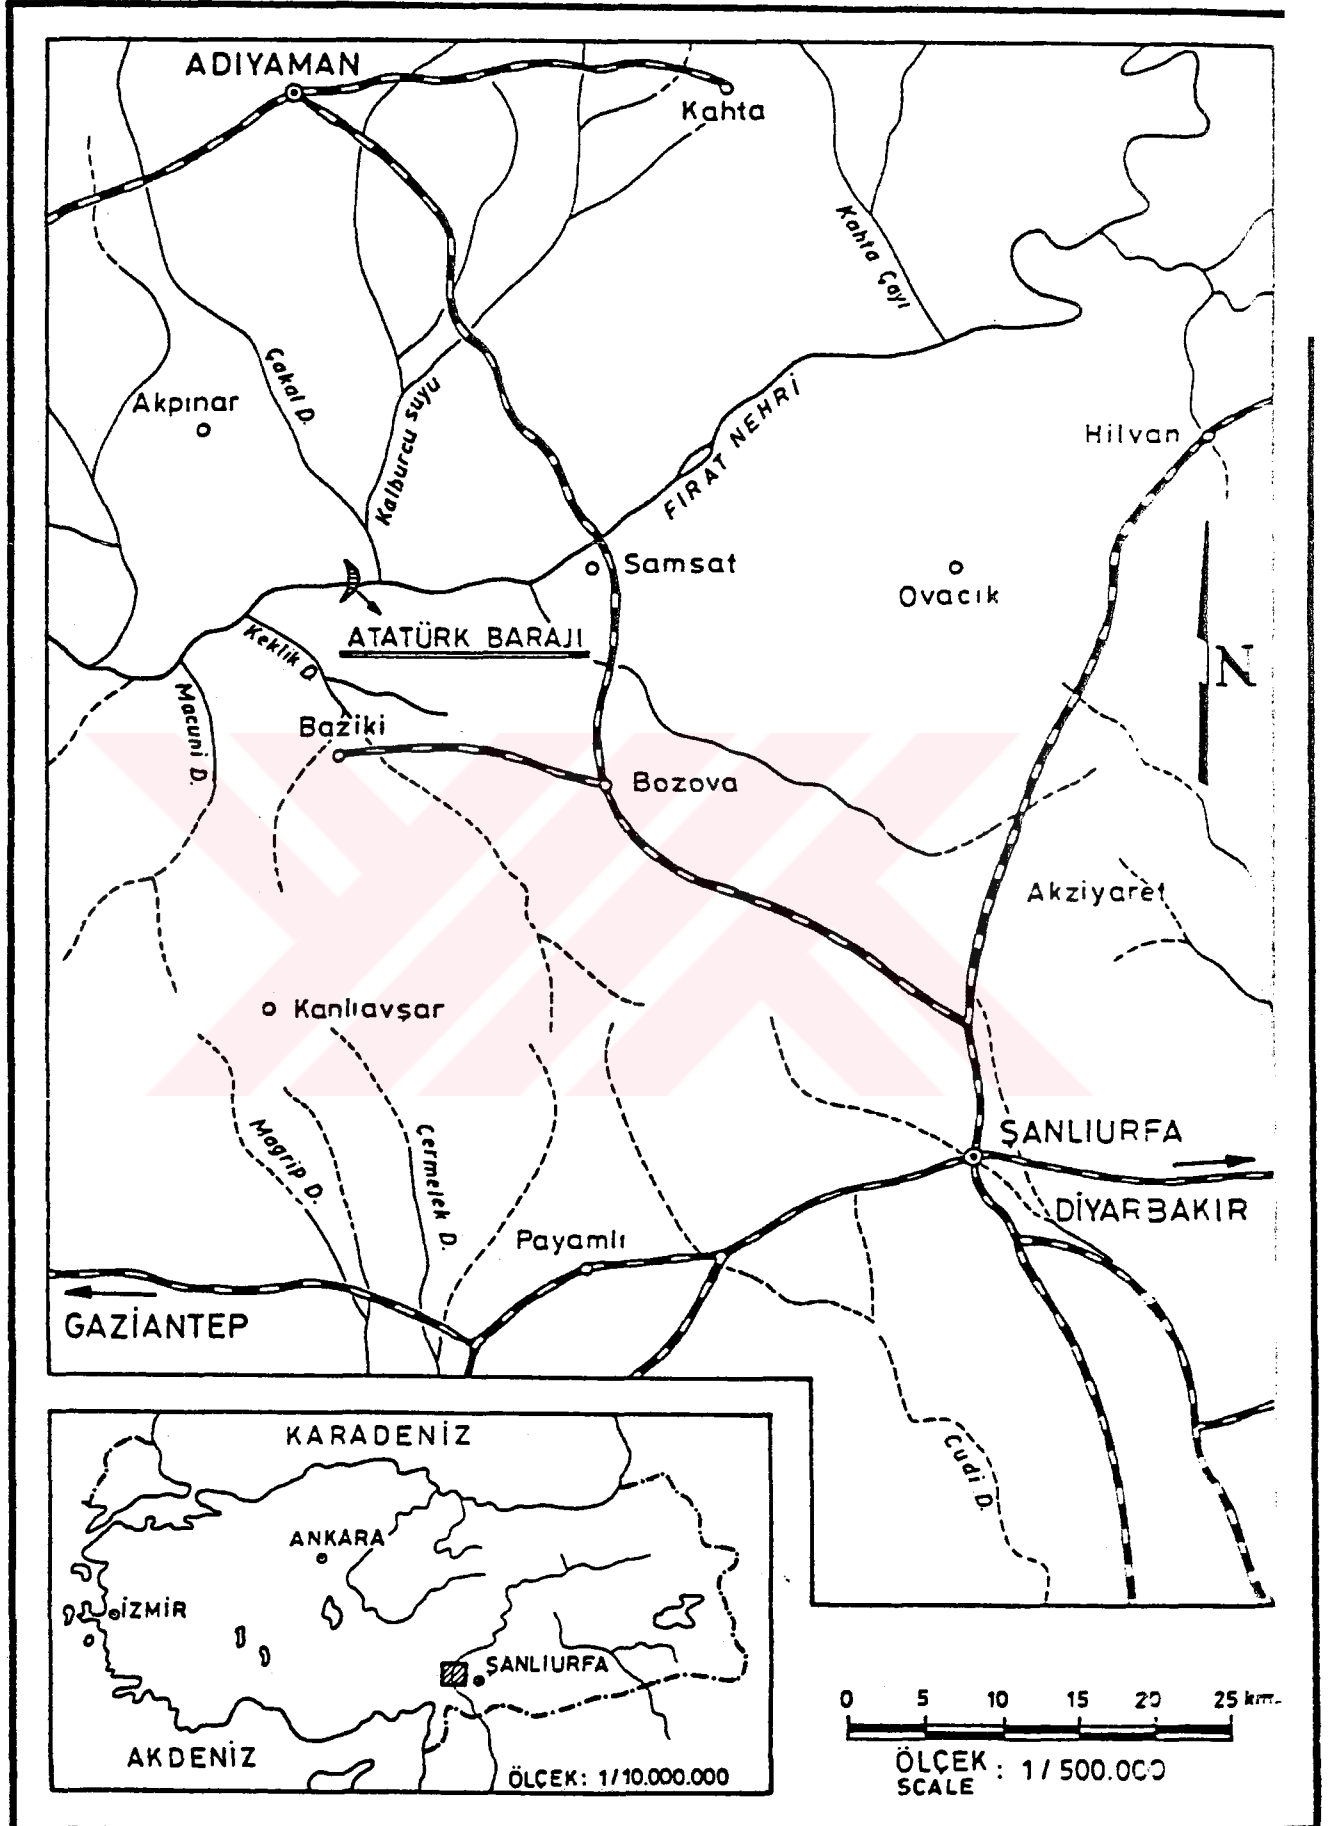 ADIYAMAN
Kahta
Kahta Çayı
Çakal D.
Akpınar
Kalburcu suyu
FIRAT NEHRİ
Hilvan
Samsat
Ovacık
ATATÜRK BARAJI
Keklik D.
N
Macuni D.
Baziki
Bozova
Akziyaret
Kanlıavşar
ŞANLIURFA
Magrip D.
Çermelek D.
DİYARBAKIR
Payamlı
GAZİANTEP
Cudi D.
KARADENİZ
ANKARA
İZMİR
ŞANLIURFA
AKDENİZ
ÖLÇEK: 1/10.000.000
0 5 10 15 20 25 km.
ÖLÇEK : 1/500.000
SCALE